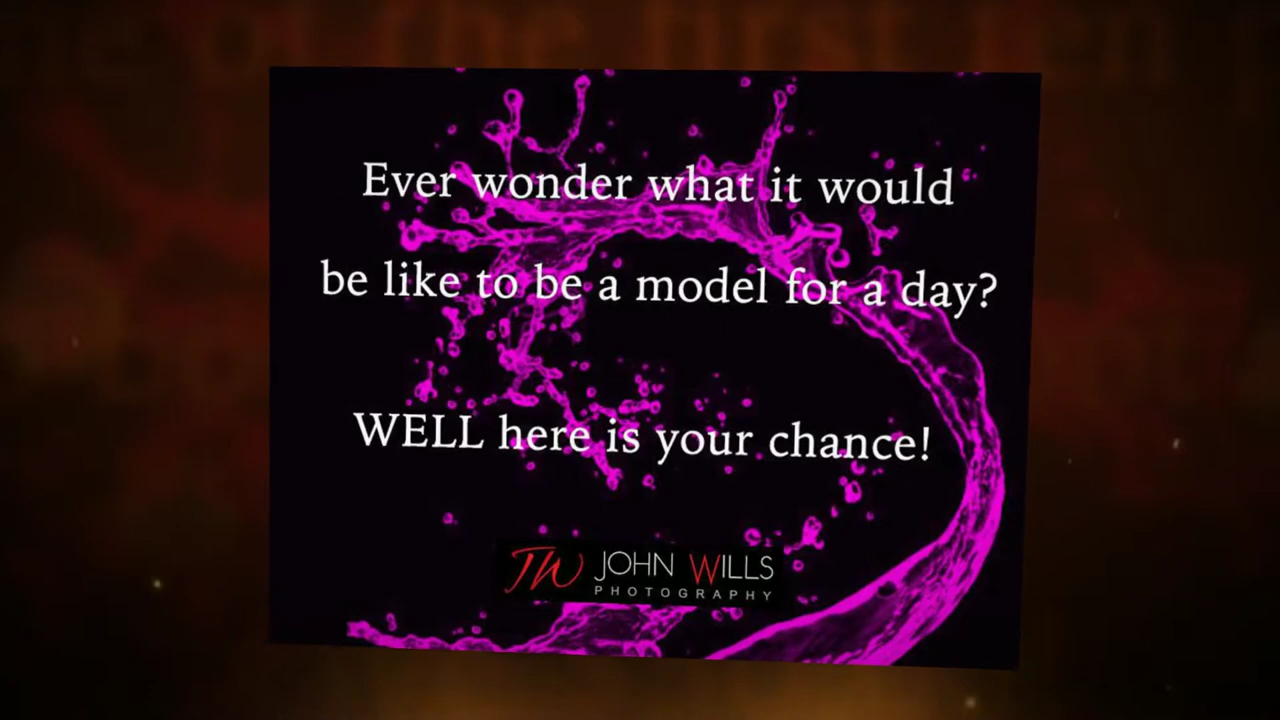 Ever wonder what it would
be like to be a model for a day?
WELL here is your chance!
JW JOHN WILLS
PHOTOGRAPHY